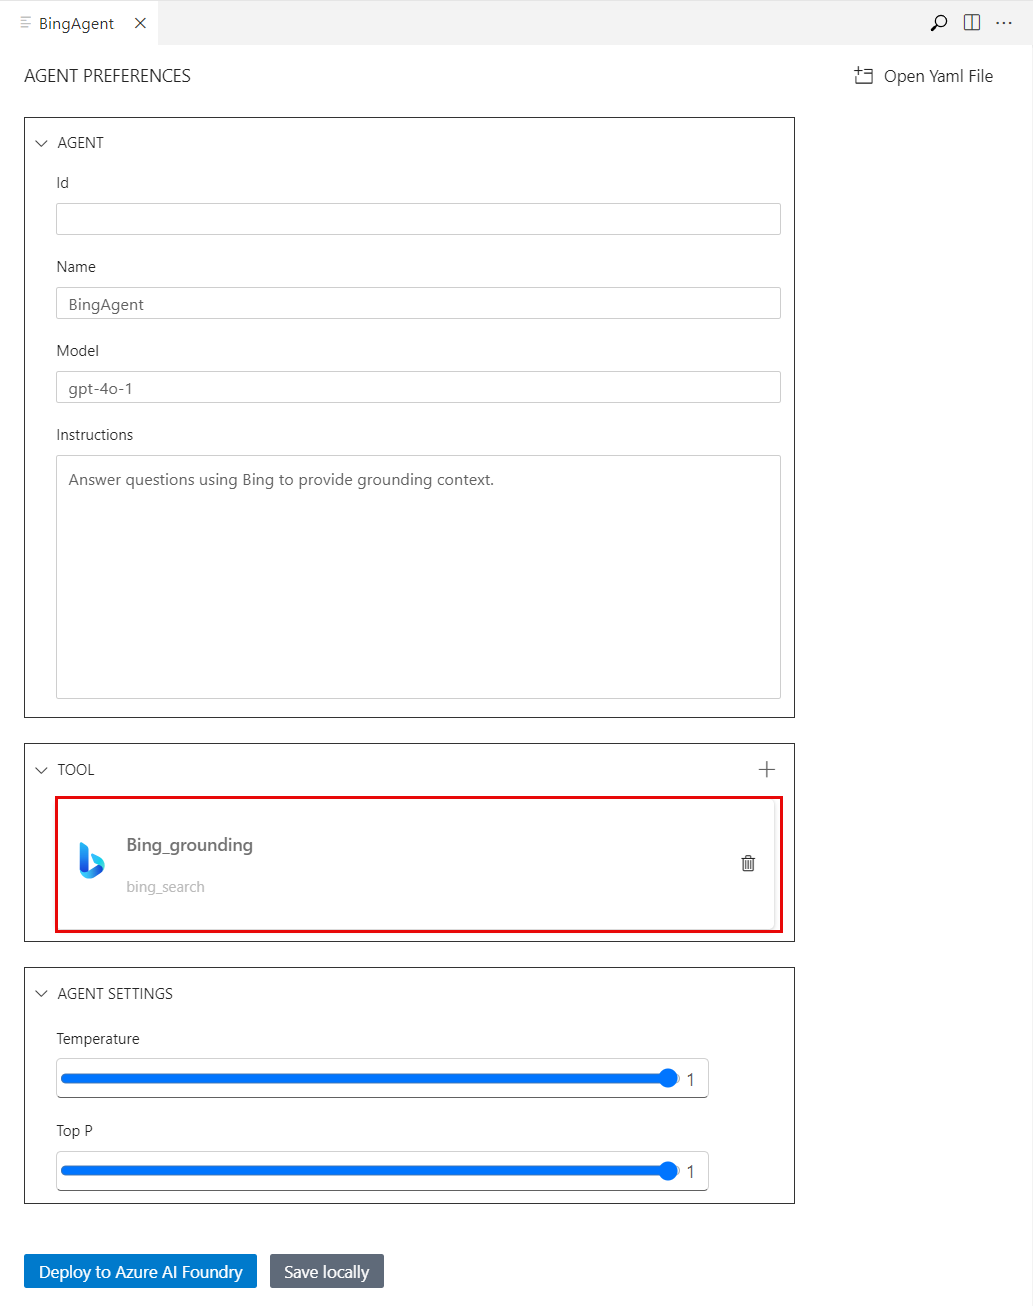 BingAgent
AGENT PREFERENCES
Open Yaml File
AGENT
Id
Name
BingAgent
Model
gpt-4o-1
Instructions
Answer questions using Bing to provide grounding context.
TOOL
Bing_grounding
bing_search
AGENT SETTINGS
Temperature
1
Top P
1
Deploy to Azure AI Foundry
Save locally